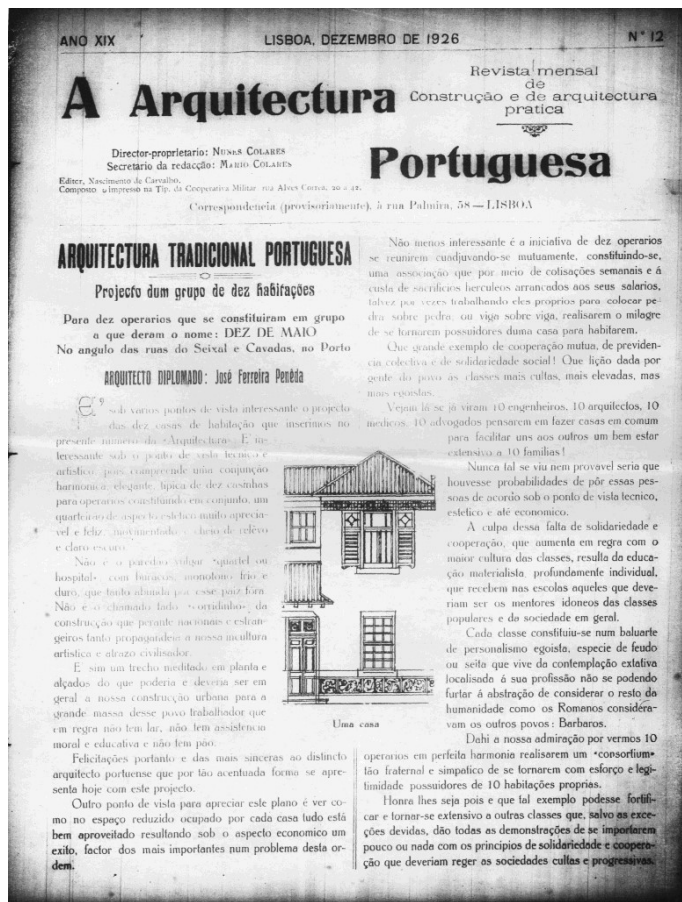 ANO XIX
LISBOA, DEZEMBRO DE 1926
N° 12
A Arquitectura
Portuguesa
Revista mensal
de
Construção e de arquitectura
pratica
Director-proprietario: NUNES COLARES
Secretario da redacção: MARIO COLARES
Editor, Nascimento de Carvalho.
Composto e impresso na Tip. da Cooperativa Militar rua Alves Correa, 20 a 42.
Correspondencia (provisoriamente), á rua Palmira, 58 — LISBOA
ARQUITECTURA TRADICIONAL PORTUGUESA
Projecto dum grupo de dez habitações
Para dez operarios que se constituiram em grupo
a que deram o nome: DEZ DE MAIO
No angulo das ruas do Seixal e Cavadas, no Porto
ARQUITECTO DIPLOMADO: José Ferreira Penêda
E' sob varios pontos de vista interessante o projecto
das dez casas de habitação que inserimos no
presente numero da «Arquitectura». E' in-
teressante sob o ponto de vista tecnico e
artistico, pois compreende uma conjunção
harmonica, elegante, tipica de dez casinhas
para operarios constituindo em conjunto, um
quarteirão de aspecto estetico muito aprecia-
vel e feliz, movimentado e cheio de relêvo
e claro escuro.
Não é o paredão vulgar «quartel ou
hospital» com buracos, monotono frio e
duro, que tanto abunda por esse paiz fóra.
Não é o chamado fado «corridinho» da
construcção que perante nacionais e estran-
geiros tanto propagandeia a nossa incultura
artistica e atrazo civilisador.
E sim um trecho meditado em planta e
alçados do que poderia e deveria ser em
geral a nossa construcção urbana para a
grande massa desse povo trabalhador que
em regra não tem lar, não tem assistencia
moral e educativa e não tem pão.
Felicitações portanto e das mais sinceras ao distincto
arquitecto portuense que por tão acentuada forma se apre-
senta hoje com este projecto.
Outro ponto de vista para apreciar este plano é ver co-
mo no espaço reduzido ocupado por cada casa tudo está
bem aproveitado resultando sob o aspecto economico um
exito, factor dos mais importantes num problema desta or-
dem.
Não menos interessante é a iniciativa de dez operarios
se reunirem cuadjuvando-se mutuamente, constituindo-se,
uma associação que por meio de cotisações semanais e á
custa de sacrificios herculeos arrancados aos seus salarios,
talvez por vezes trabalhando eles proprios para colocar pe-
dra sobre pedra, ou viga sobre viga, realisarem o milagre
de se tornarem possuidores duma casa para habitarem.
Que grande exemplo de cooperação mutua, de previden-
cia colectiva e de solidariedade social! Que lição dada por
gente do povo ás classes mais cultas, mais elevadas, mas
mais egoistas.
Vejam lá se já viram 10 engenheiros, 10 arquitectos, 10
medicos, 10 advogados pensarem em fazer casas em comum
para facilitar uns aos outros um bem estar
extensivo a 10 familias!
Nunca tal se viu nem provavel seria que
houvesse probabilidades de pôr essas pes-
soas de acordo sob o ponto de vista tecnico,
estetico e até economico.
A culpa dessa falta de solidariedade e
cooperação, que aumenta em regra com o
maior cultura das classes, resulta da educa-
ção materialista, profundamente individual,
que recebem nas escolas aqueles que deve-
riam ser os mentores idoneos das classes
populares e da sociedade em geral.
Cada classe constituiu-se num baluarte
de personalismo egoista, especie de feudo
ou seita que vive da contemplação extativa
localisada á sua profissão não se podendo
furtar á abstração de considerar o resto da
humanidade como os Romanos considera-
vam os outros povos: Barbaros.
Dahi a nossa admiração por vermos 10
operarios em perfeita harmonia realisarem um «consortium»
tão fraternal e simpatico de se tornarem com esforço e legi-
timidade possuidores de 10 habitações proprias.
Honra lhes seja pois e que tal exemplo podesse fortifi-
car e tornar-se extensivo a outras classes que, salvo as exce-
ções devidas, dão todas as demonstrações de se importarem
pouco ou nada com os principios de solidariedade e coopera-
ção que deveriam reger as sociedades cultas e progressivas.
Uma casa